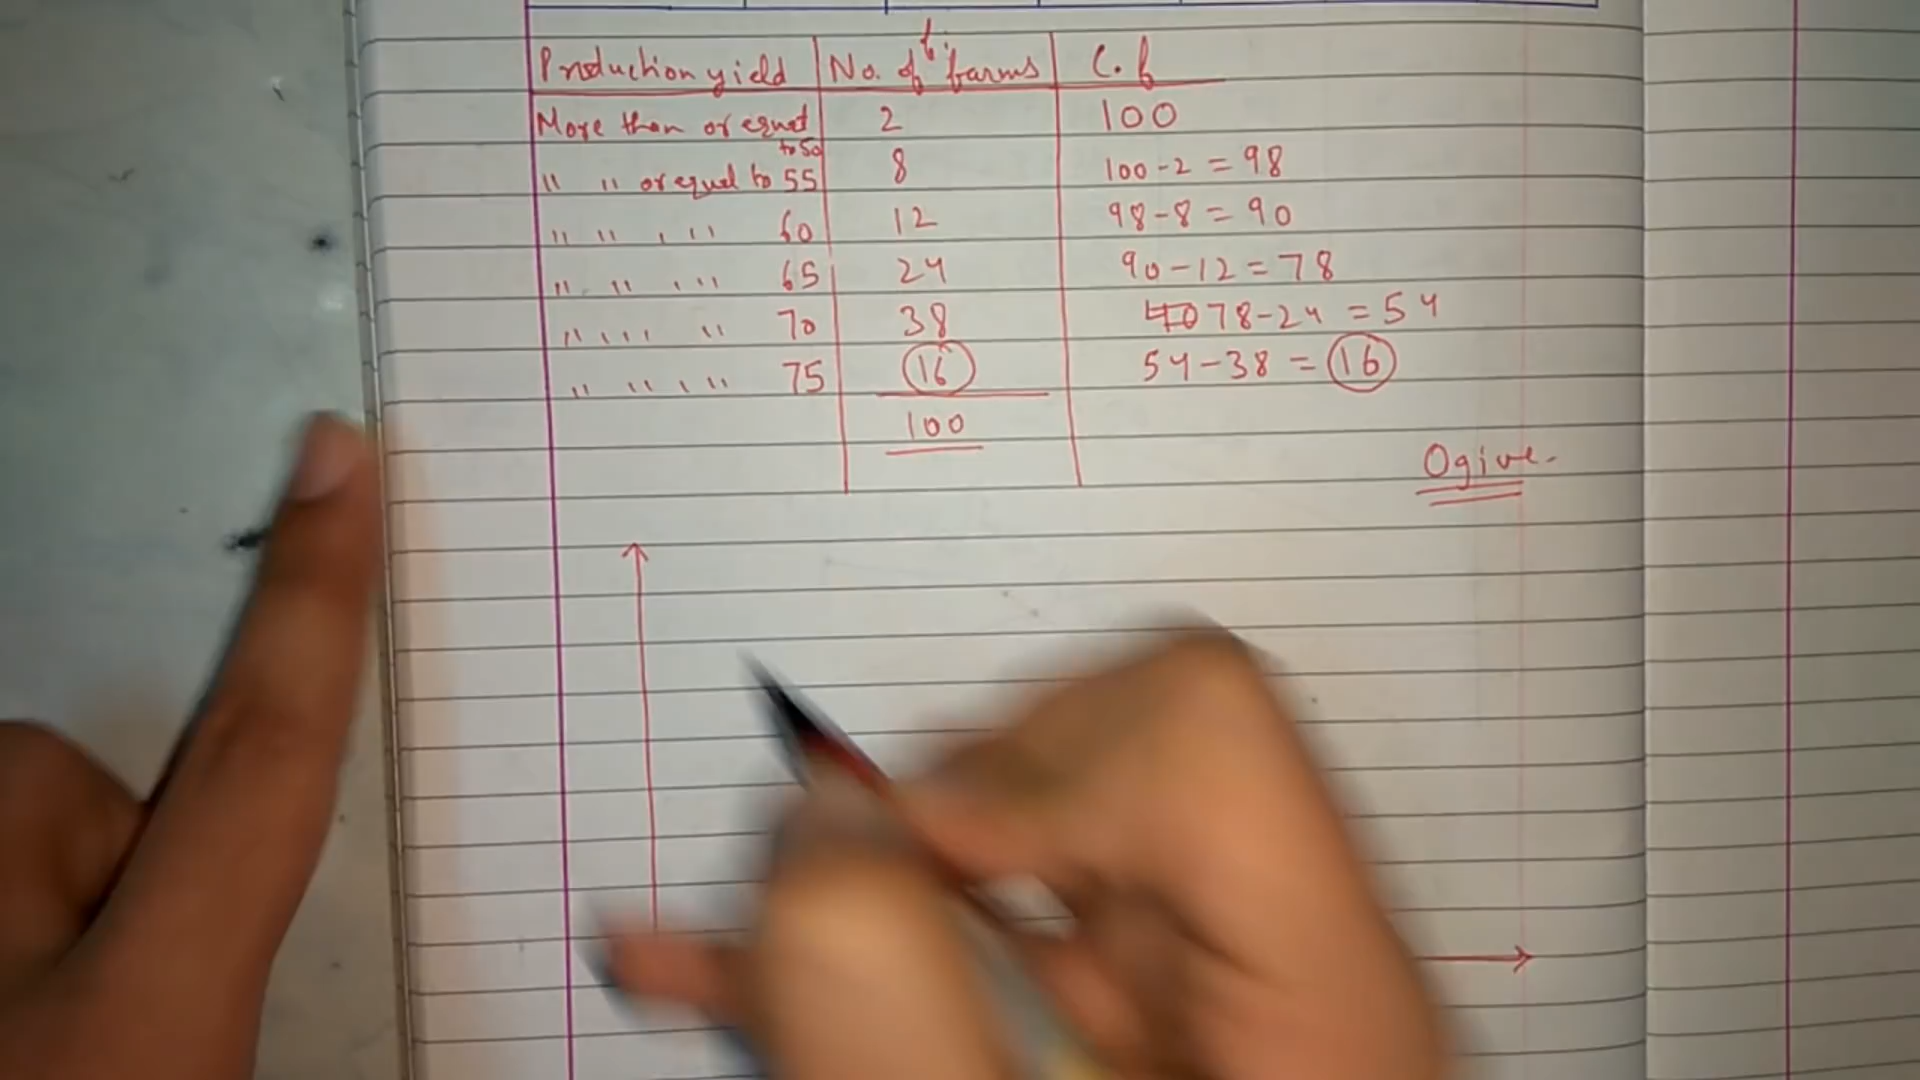 Production yield No. of farms f. C.f
More than or equal to 50 2 100
" " or equal to 55 8 100-2 = 98
" " " " 60 12 98-8 = 90
" " " " 65 24 90-12 = 78
" " " " 70 38 78-24 = 54
" " " " 75 16 54-38 = 16
100
Ogive.